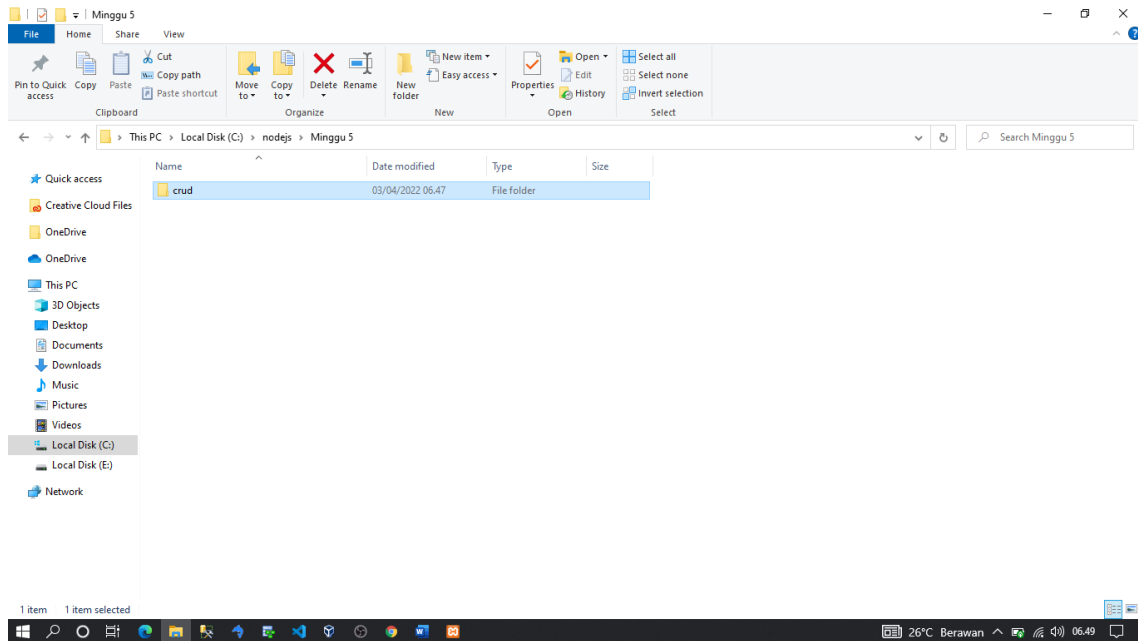 Minggu 5
File Home Share View
Pin to Quick access
Copy
Paste
Cut
Copy path
Paste shortcut
Clipboard
Move to
Copy to
Delete
Rename
Organize
New folder
New item
Easy access
New
Properties
Open
Edit
History
Open
Select all
Select none
Invert selection
Select
This PC > Local Disk (C:) > nodejs > Minggu 5
Search Minggu 5
Name Date modified Type Size
crud 03/04/2022 06.47 File folder
Quick access
Creative Cloud Files
OneDrive
OneDrive
This PC
3D Objects
Desktop
Documents
Downloads
Music
Pictures
Videos
Local Disk (C:)
Local Disk (E:)
Network
1 item 1 item selected
26°C Berawan 06.49